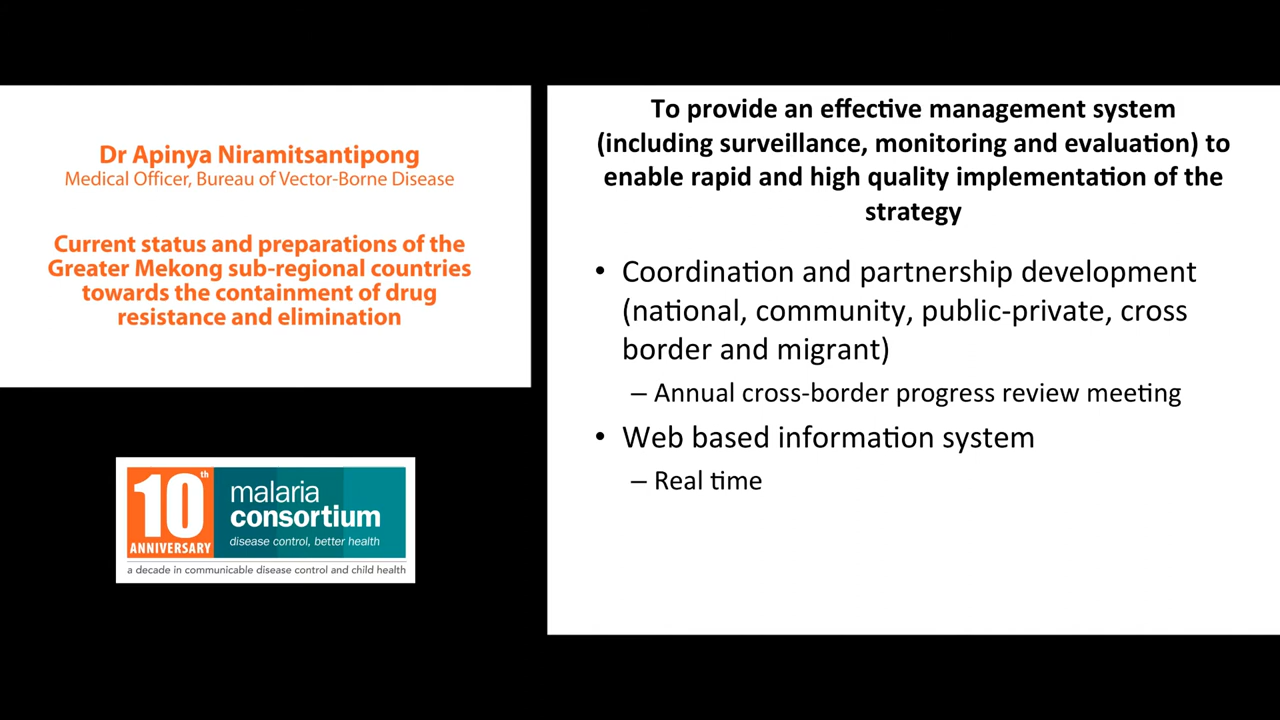 Dr Apinya Niramitsantipong
Medical Officer, Bureau of Vector-Borne Disease
Current status and preparations of the
Greater Mekong sub-regional countries
towards the containment of drug
resistance and elimination
10th
ANNIVERSARY
malaria
consortium
disease control, better health
a decade in communicable disease control and child health
To provide an effective management system
(including surveillance, monitoring and evaluation) to
enable rapid and high quality implementation of the
strategy
• Coordination and partnership development
(national, community, public-private, cross
border and migrant)
– Annual cross-border progress review meeting
• Web based information system
– Real time